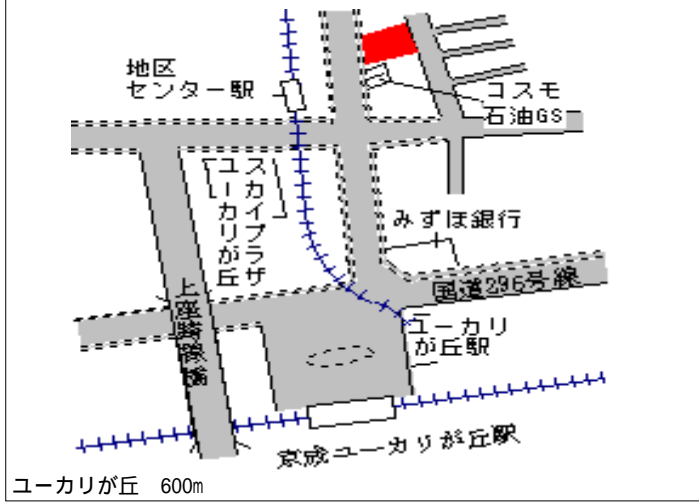 地区
センター駅
コスモ
石油GS
スカイプラザ
ユーカリが丘
みずほ銀行
国道296号線
上座跨線橋
ユーカリ
が丘駅
京成ユーカリが丘駅
ユーカリが丘　600m